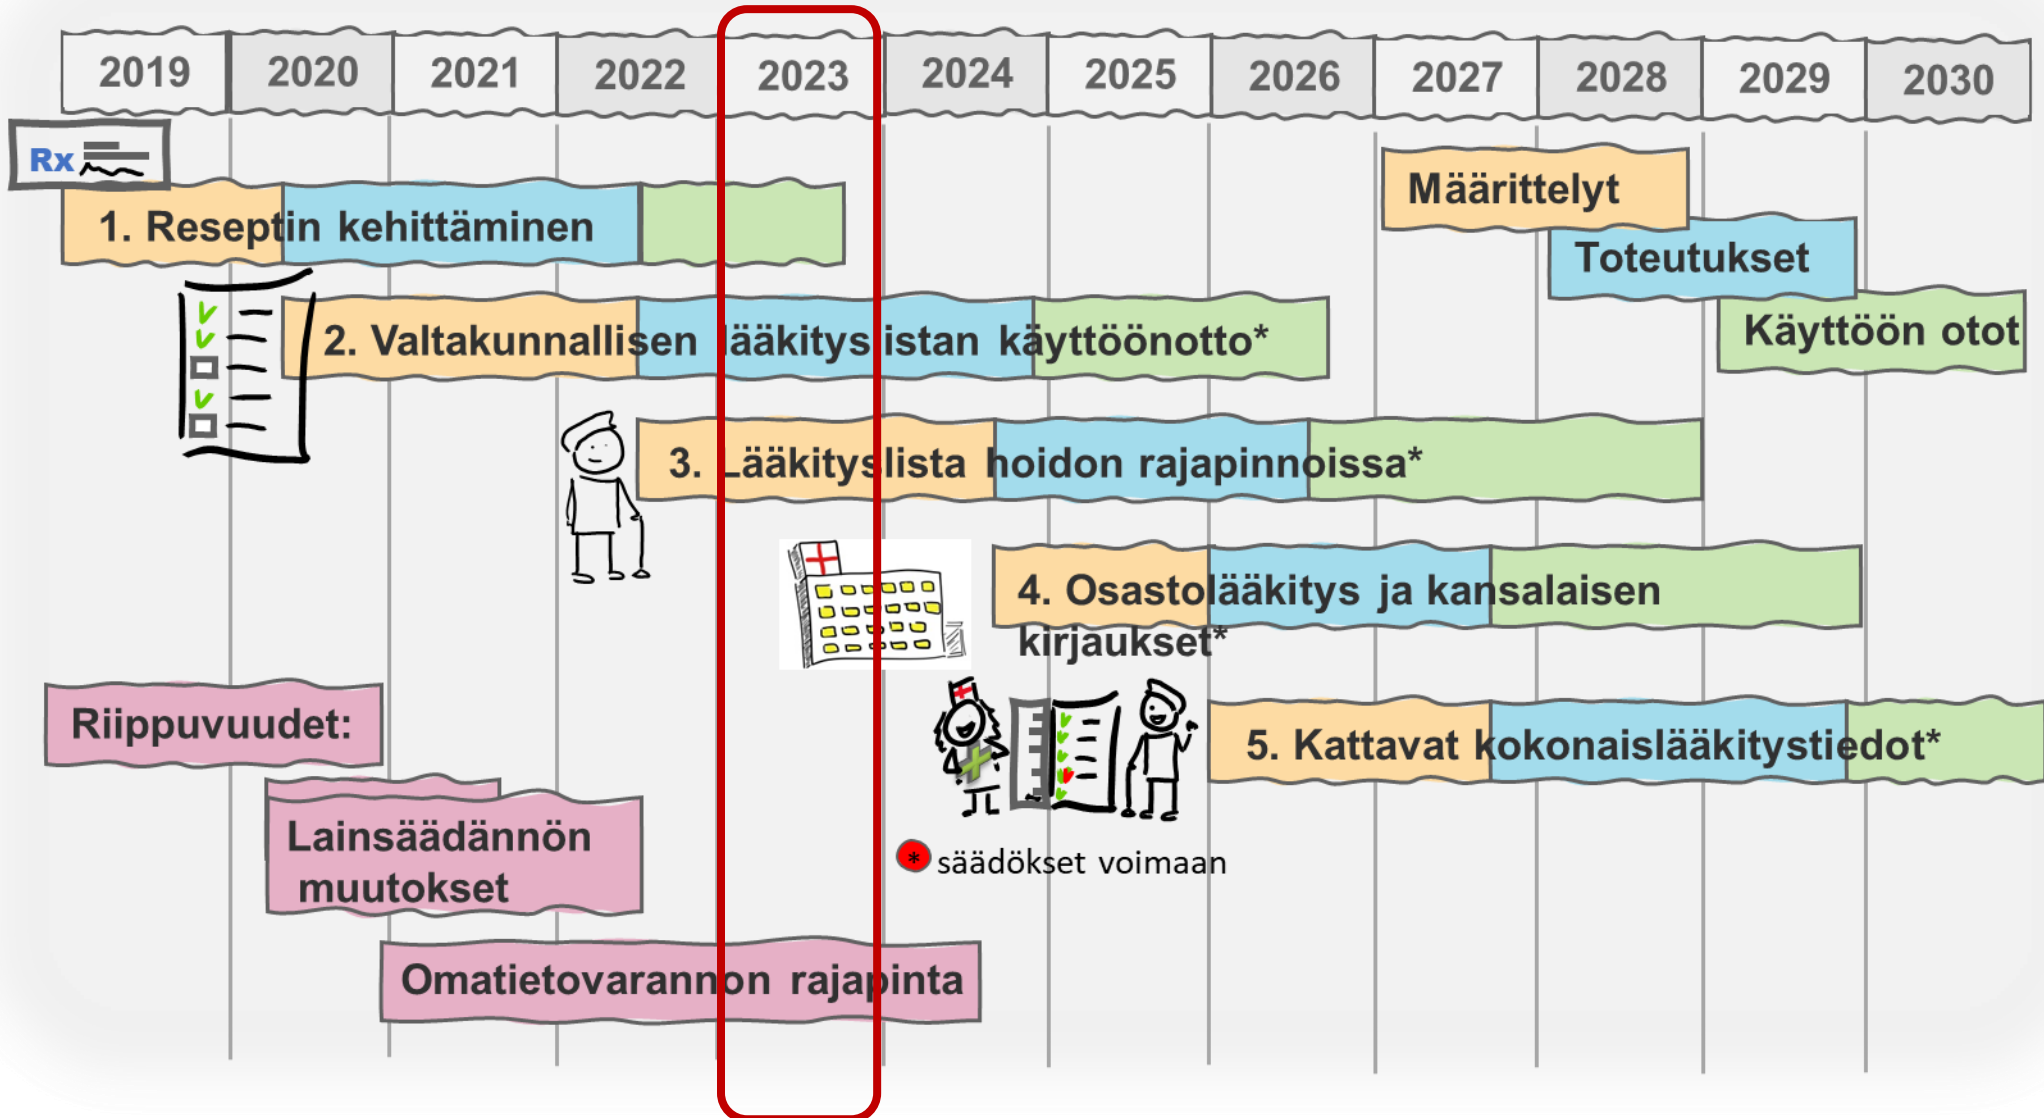 2019 2020 2021 2022 2023 2024 2025 2026 2027 2028 2029 2030
Rx
1. Reseptin kehittäminen
Määrittelyt
Toteutukset
Käyttöön otot
2. Valtakunnallisen lääkityslistan käyttöönotto*
3. Lääkityslista hoidon rajapinnoissa*
4. Osastolääkitys ja kansalaisen
kirjaukset*
Riippuvuudet:
5. Kattavat kokonaislääkitystiedot*
Lainsäädännön
muutokset
* säädökset voimaan
Omatietovarannon rajapinta